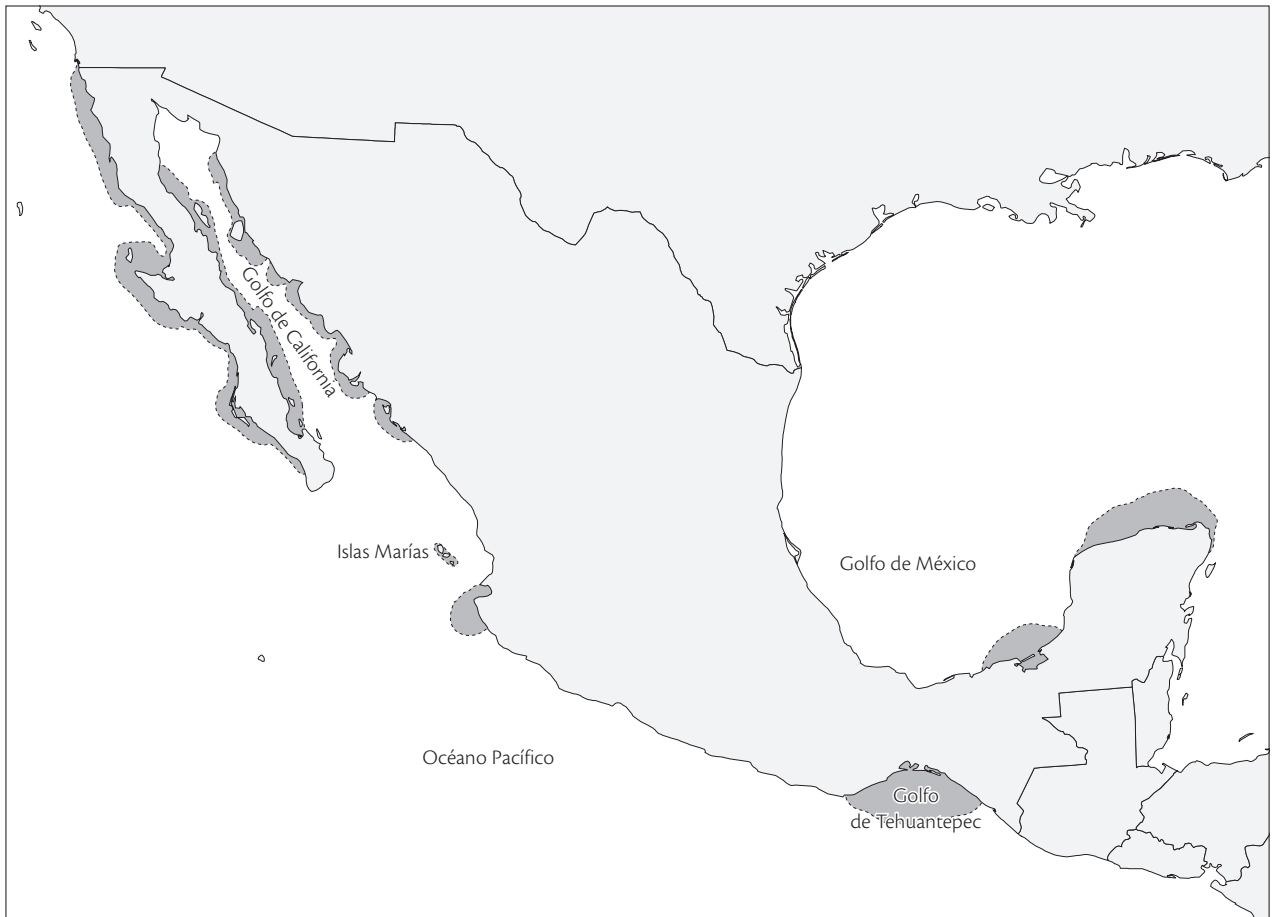 Golfo de California
Islas Marías
Golfo de México
Océano Pacífico
Golfo
de Tehuantepec